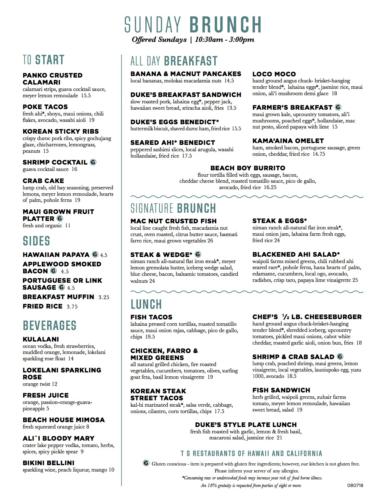 SUNDAY BRUNCH
Offered Sundays | 10:30am - 3:00pm
TO START
PANKO CRUSTED
CALAMARI
calamari strips, guava cocktail sauce,
meyer lemon remoulade 15.5
POKE TACOS
fresh ahi*, shoyu, maui onions, chili
flakes, avocado, wasabi aioli 19
KOREAN STICKY RIBS
crispy duroc pork ribs, spicy gochujang
glaze, chicharrones, lemongrass,
peanuts 15
SHRIMP COCKTAIL G
guava cocktail sauce 16
CRAB CAKE
lump crab, old bay seasoning, preserved
lemons, meyer lemon remoulade, hearts
of palm, pohole ferns 19
MAUI GROWN FRUIT
PLATTER G
fresh and organic 11
SIDES
HAWAIIAN PAPAYA G 4.5
APPLEWOOD SMOKED
BACON G 4.5
PORTUGUESE OR LINK
SAUSAGE G 4.5
BREAKFAST MUFFIN 3.25
FRIED RICE 3.75
BEVERAGES
KULALANI
ocean vodka, fresh strawberries,
muddled orange, lemonade, lokelani
sparkling rose float 14
LOKELANI SPARKLING
ROSE
orange twist 12
FRESH JUICE
orange, passion-orange-guava-
pineapple 5
BEACH HOUSE MIMOSA
fresh squeezed orange juice 8
ALI`I BLOODY MARY
crater lake pepper vodka, tomato, herbs,
spices, spicy pickle spear 9
BIKINI BELLINI
sparkling wine, peach liqueur, mango 10
ALL DAY BREAKFAST
BANANA & MACNUT PANCAKES
local bananas, molokai macadamia nuts 14.5
DUKE'S BREAKFAST SANDWICH
slow roasted pork, lahaina egg*, pepper jack,
hawaiian sweet bread, sriracha aioli, fries 13.5
DUKE'S EGGS BENEDICT*
buttermilk biscuit, shaved duroc ham, fried rice 15.5
SEARED AHI* BENEDICT
peppered sashimi slices, local arugula, wasabi
hollandaise, fried rice 17.5
LOCO MOCO
hand ground angus chuck- brisket-hanging
tender blend*, lahaina eggs*, jasmine rice, maui
onion, ali'i mushroom demi glaze 18
FARMER'S BREAKFAST G
maui grown kale, upcountry tomatoes, ali'i
mushrooms, poached eggs*, hollandaise, mac
nut pesto, sliced papaya with lime 15
KAMA'AINA OMELET
ham, smoked bacon, portuguese sausage, green
onion, cheddar, fried rice 14.75
BEACH BOY BURRITO
flour tortilla filled with eggs, sausage, bacon,
cheddar cheese blend, roasted tomatillo sauce, pico de gallo,
avocado, fried rice 16.25
SIGNATURE BRUNCH
MAC NUT CRUSTED FISH
local line caught fresh fish, macadamia nut
crust, oven roasted, citrus butter sauce, haemaii
farro rice, maui grown vegetables 26
STEAK & WEDGE* G
niman ranch all-natural flat iron steak*, meyer
lemon gremolata butter, iceberg wedge salad,
blue cheese, bacon, balsamic tomatoes, candied
walnuts 24
STEAK & EGGS*
niman ranch all-natural flat iron steak*,
maui onion jam, lahaina farm fresh eggs,
fried rice 24
BLACKENED AHI SALAD*
waipoli farms mixed greens, chili rubbed ahi
seared rare*, pohole ferns, hana hearts of palm,
edamame, cucumbers, local ogo, avocado,
radishes, crisp taro, papaya lime vinaigrette 25
LUNCH
FISH TACOS
lahaina pressed corn tortillas, roasted tomatillo
sauce, maui onion rajas, cabbage, pico de gallo,
chips 18.5
CHICKEN, FARRO &
MIXED GREENS
all natural grilled chicken, fire roasted
vegetables, cucumbers, tomatoes, olives, surfing
goat feta, basil lemon vinaigrette 19
KOREAN STEAK
STREET TACOS
kal-bi marinated steak*, salsa verde, cabbage,
onions, cilantro, corn tortillas, chips 17.5
CHEF'S 1/2 LB. CHEESEBURGER
hand ground angus chuck-brisket-hanging
tender blend*, shredded iceberg, upcountry
tomatoes, pickled maui onions, cabot white
cheddar, roasted garlic aioli, onion bun, fries 18
SHRIMP & CRAB SALAD G
lump crab, poached shrimp, maui greens, lemon
vinaigrette, local vegetables, launiupoko egg, yuzu
1000, avocado 18.5
FISH SANDWICH
herb grilled, waipoli greens, zuhair farms
tomato, meyer lemon remoulade, hawaiian
sweet bread, salad 19
DUKE'S STYLE PLATE LUNCH
fresh fish roasted with garlic, lemon & fresh basil,
macaroni salad, jasmine rice 21
T S RESTAURANTS OF HAWAII AND CALIFORNIA
G Gluten conscious - item is prepared with gluten free ingredients; however, our kitchen is not gluten free.
Please inform your server of any allergies.
*Consuming raw or undercooked foods may increase your risk of food borne illness.
An 18% gratuity is requested from parties of eight or more. 080718